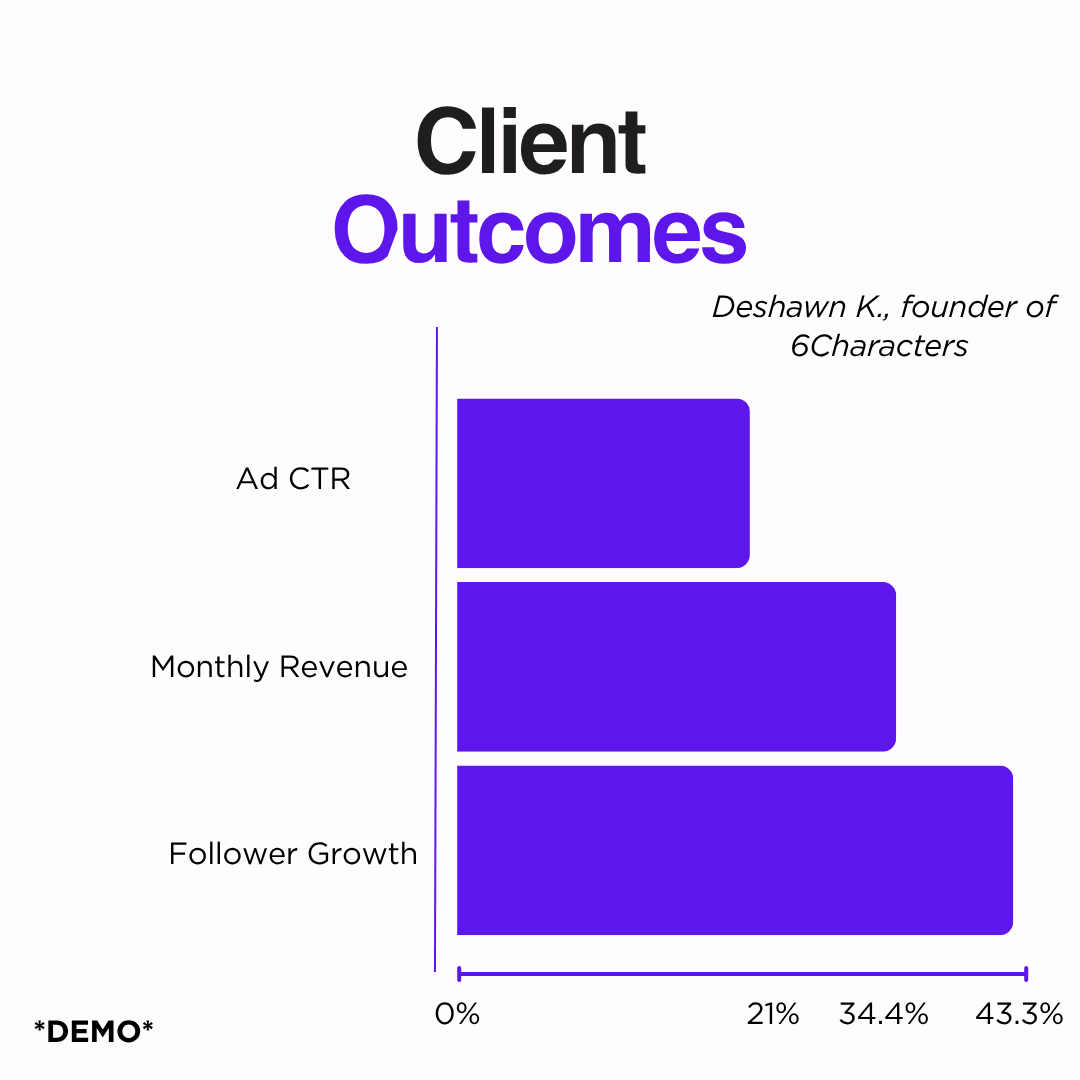 Client
Outcomes
Deshawn K., founder of
6Characters
Ad CTR
Monthly Revenue
Follower Growth
0% 21% 34.4% 43.3%
*DEMO*